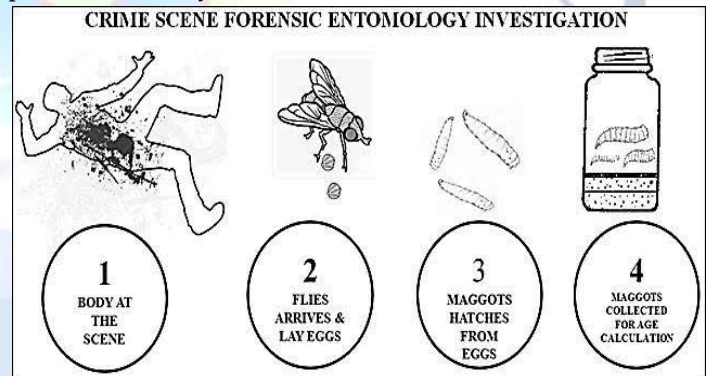 CRIME SCENE FORENSIC ENTOMOLOGY INVESTIGATION
1
BODY AT
THE
SCENE
2
FLIES
ARRIVES &
LAY EGGS
3
MAGGOTS
HATCHES
FROM
EGGS
4
MAGGOTS
COLLECTED
FOR AGE
CALCULATION